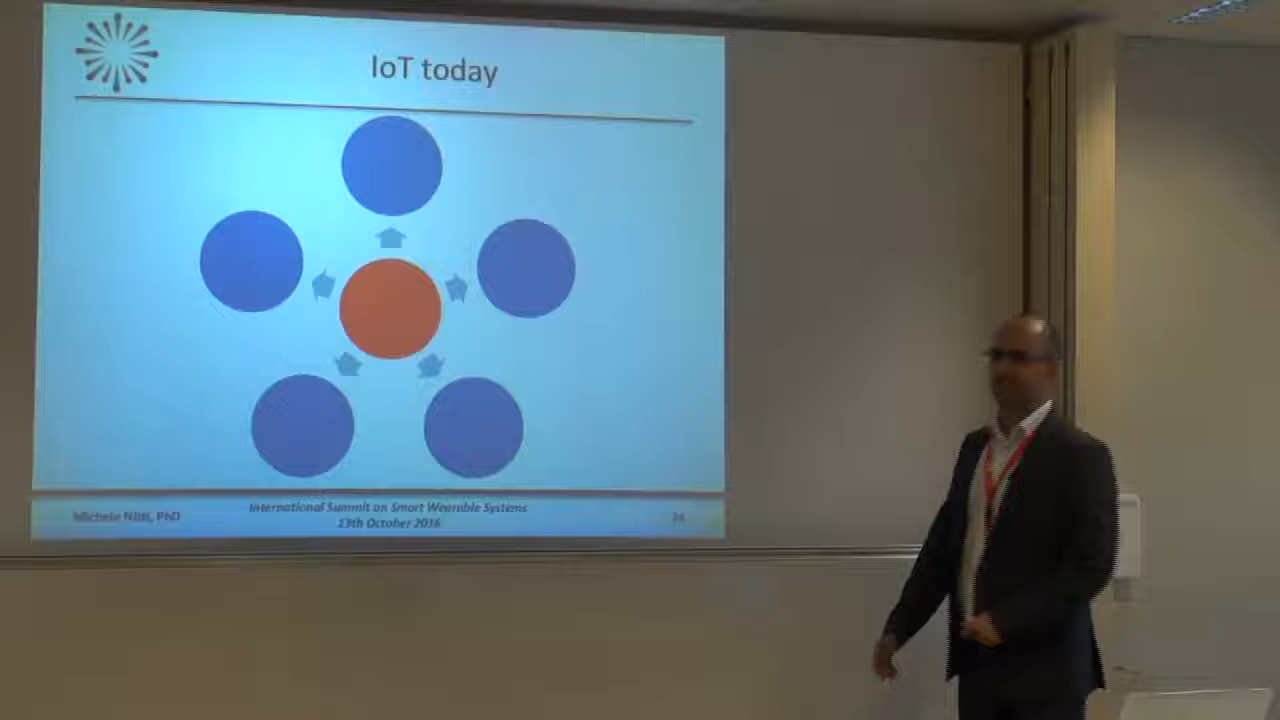 IoT today
Michele Nitti, PhD
International Summit on Smart Wearable Systems
13th October 2016